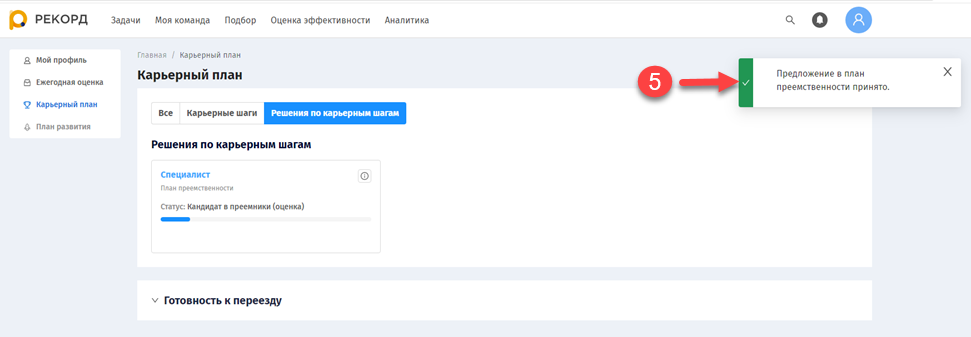 РЕКОРД Задачи Моя команда Подбор Оценка эффективности Аналитика
Мой профиль
Ежегодная оценка
Карьерный план
План развития
Главная / Карьерный план
Карьерный план
5
Предложение в план
преемственности принято.
Все Карьерные шаги Решения по карьерным шагам
Решения по карьерным шагам
Специалист
План преемственности
Статус: Кандидат в преемники (оценка)
Готовность к переезду